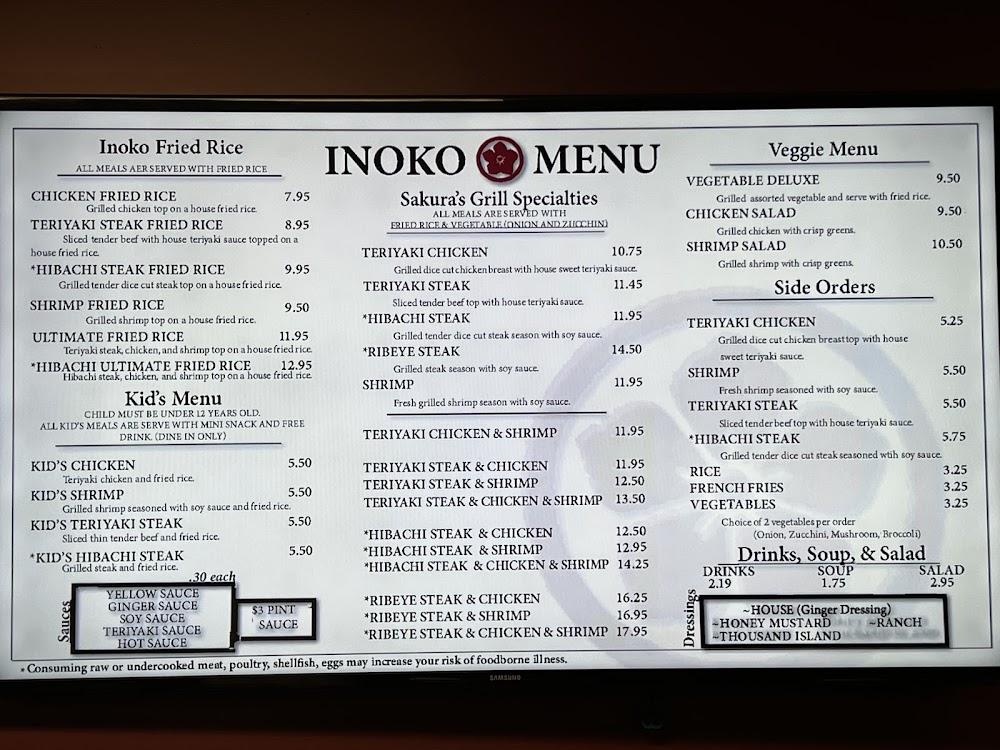 INOKO MENU
Inoko Fried Rice
ALL MEALS AER SERVED WITH FRIED RICE
CHICKEN FRIED RICE 7.95
Grilled chicken top on a house fried rice.
TERIYAKI STEAK FRIED RICE 8.95
Sliced tender beef with house teriyaki sauce topped on a
house fried rice.
*HIBACHI STEAK FRIED RICE 9.95
Grilled tender dice cut steak top on a house fried rice.
SHRIMP FRIED RICE 9.50
Grilled shrimp top on a house fried rice.
ULTIMATE FRIED RICE 11.95
Teriyaki steak, chicken, and shrimp top on a house fried rice.
*HIBACHI ULTIMATE FRIED RICE 12.95
Hibachi steak, chicken, and shrimp top on a house fried rice.
Kid's Menu
CHILD MUST BE UNDER 12 YEARS OLD.
ALL KID'S MEALS ARE SERVE WITH MINI SNACK AND FREE
DRINK. (DINE IN ONLY)
KID'S CHICKEN 5.50
Teriyaki chicken and fried rice.
KID'S SHRIMP 5.50
Grilled shrimp seasoned with soy sauce and fried rice.
KID'S TERIYAKI STEAK 5.50
Sliced thin tender beef and fried rice.
*KID'S HIBACHI STEAK 5.50
Grilled steak and fried rice.
.30 each
Sauces
YELLOW SAUCE
GINGER SAUCE
SOY SAUCE
TERIYAKI SAUCE
HOT SAUCE
$3 PINT
SAUCE
Sakura's Grill Specialties
ALL MEALS ARE SERVED WITH
FRIED RICE & VEGETABLE (ONION AND ZUCCHIN)
TERIYAKI CHICKEN 10.75
Grilled dice cut chicken breast with house sweet teriyaki sauce.
TERIYAKI STEAK 11.45
Sliced tender beef top with house teriyaki sauce.
*HIBACHI STEAK 11.95
Grilled tender dice cut steak season with soy sauce.
*RIBEYE STEAK 14.50
Grilled steak season with soy sauce.
SHRIMP 11.95
Fresh grilled shrimp season with soy sauce.
TERIYAKI CHICKEN & SHRIMP 11.95
TERIYAKI STEAK & CHICKEN 11.95
TERIYAKI STEAK & SHRIMP 12.50
TERIYAKI STEAK & CHICKEN & SHRIMP 13.50
*HIBACHI STEAK & CHICKEN 12.50
*HIBACHI STEAK & SHRIMP 12.95
*HIBACHI STEAK & CHICKEN & SHRIMP 14.25
*RIBEYE STEAK & CHICKEN 16.25
*RIBEYE STEAK & SHRIMP 16.95
*RIBEYE STEAK & CHICKEN & SHRIMP 17.95
Veggie Menu
VEGETABLE DELUXE 9.50
Grilled assorted vegetable and serve with fried rice.
CHICKEN SALAD 9.50
Grilled chicken with crisp greens.
SHRIMP SALAD 10.50
Grilled shrimp with crisp greens.
Side Orders
TERIYAKI CHICKEN 5.25
Grilled dice cut chicken breast top with house
sweet teriyaki sauce.
SHRIMP 5.50
Fresh shrimp seasoned with soy sauce.
TERIYAKI STEAK 5.50
Sliced tender beef top with house teriyaki sauce.
*HIBACHI STEAK 5.75
Grilled tender dice cut steak seasoned wtih soy sauce.
RICE 3.25
FRENCH FRIES 3.25
VEGETABLES 3.25
Choice of 2 vegetables per order
(Onion, Zucchini, Mushroom, Broccoli)
Drinks, Soup, & Salad
DRINKS SOUP SALAD
2.19 1.75 2.95
Dressings
~HOUSE (Ginger Dressing)
~HONEY MUSTARD ~RANCH
~THOUSAND ISLAND
* Consuming raw or undercooked meat, poultry, shellfish, eggs may increase your risk of foodborne illness.
SAMSUNG